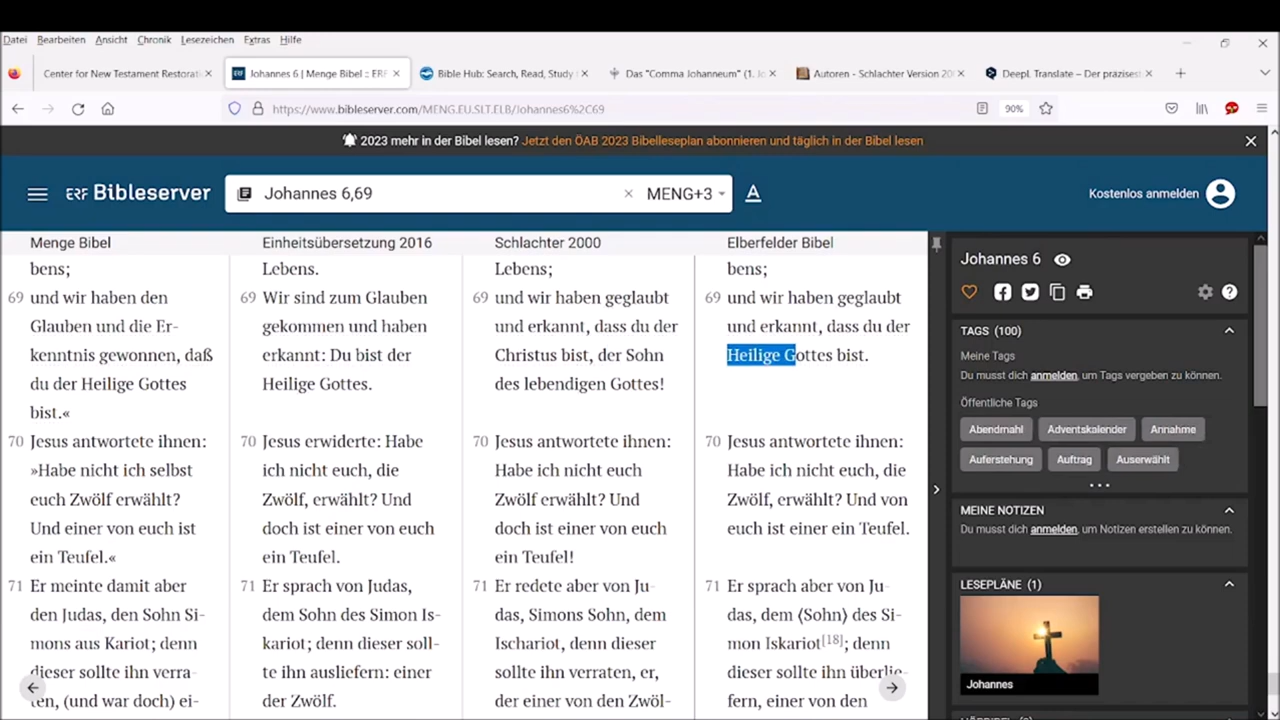 Datei Bearbeiten Ansicht Chronik Lesezeichen Extras Hilfe
Center for New Testament Restorati Johannes 6 | Menge Bibel :: ERF Bible Hub: Search, Read, Study Das "Comma Johanneum" (1. Jo Autoren - Schlachter Version 20 DeepL Translate – Der präzisest
https://www.bibleserver.com/MENG.EU.SLT.ELB/Johannes6%2C69 90%
2023 mehr in der Bibel lesen? Jetzt den ÖAB 2023 Bibelleseplan abonnieren und täglich in der Bibel lesen
ERF Bibleserver Johannes 6,69 MENG+3 A Kostenlos anmelden
Menge Bibel
bens;
69 und wir haben den
Glauben und die Er-
kenntnis gewonnen, daß
du der Heilige Gottes
bist.«
70 Jesus antwortete ihnen:
»Habe nicht ich selbst
euch Zwölf erwählt?
Und einer von euch ist
ein Teufel.«
71 Er meinte damit aber
den Judas, den Sohn Si-
mons aus Kariot; denn
dieser sollte ihn verra-
ten, (und war doch) ei-
Einheitsübersetzung 2016
Lebens.
69 Wir sind zum Glauben
gekommen und haben
erkannt: Du bist der
Heilige Gottes.
70 Jesus erwiderte: Habe
ich nicht euch, die
Zwölf, erwählt? Und
doch ist einer von euch
ein Teufel.
71 Er sprach von Judas,
dem Sohn des Simon Is-
kariot; denn dieser soll-
te ihn ausliefern: einer
der Zwölf.
Schlachter 2000
Lebens;
69 und wir haben geglaubt
und erkannt, dass du der
Christus bist, der Sohn
des lebendigen Gottes!
70 Jesus antwortete ihnen:
Habe ich nicht euch
Zwölf erwählt? Und
doch ist einer von euch
ein Teufel!
71 Er redete aber von Ju-
das, Simons Sohn, dem
Ischariot, denn dieser
sollte ihn verraten, er,
der einer von den Zwöl-
Elberfelder Bibel
bens;
69 und wir haben geglaubt
und erkannt, dass du der
Heilige Gottes bist.
70 Jesus antwortete ihnen:
Habe ich nicht euch, die
Zwölf, erwählt? Und von
euch ist einer ein Teufel.
71 Er sprach aber von Ju-
das, dem ⟨Sohn⟩ des Si-
mon Iskariot[18]; denn
dieser sollte ihn überlie-
fern, einer von den
Johannes 6
TAGS (100)
Meine Tags
Du musst dich anmelden, um Tags vergeben zu können.
Öffentliche Tags
Abendmahl Adventskalender Annahme
Auferstehung Auftrag Auserwählt
MEINE NOTIZEN
Du musst dich anmelden, um Notizen erstellen zu können.
LESEPLÄNE (1)
Johannes